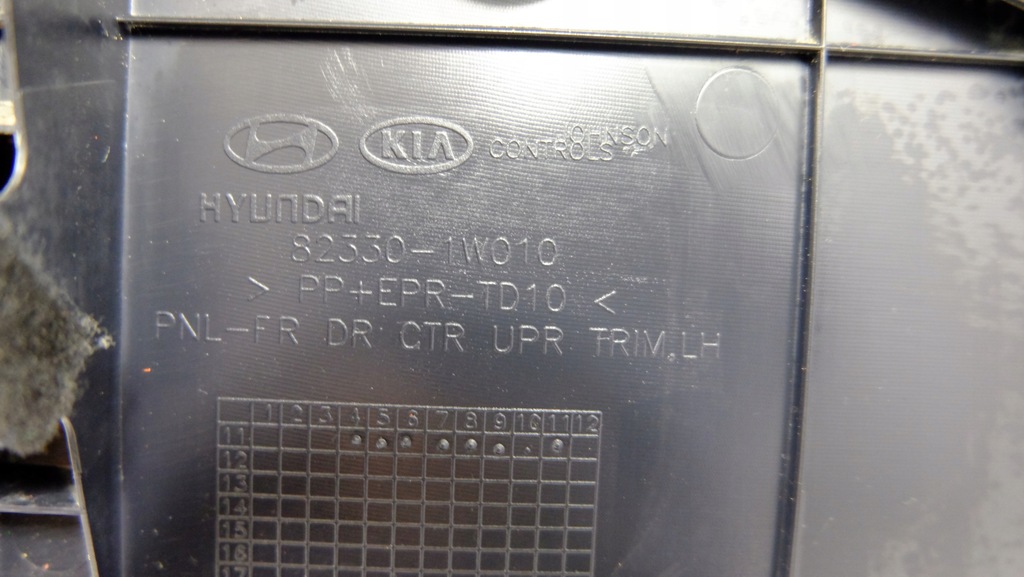 KIA
CONTROLS
HYUNDAI
82330-1W010
> PP+EPR-TD10 <
PNL-FR DR CTR UPR TRIM,LH
1 2 3 4 5 6 7 8 9 10 11 12
11
12
13
14
15
16
17